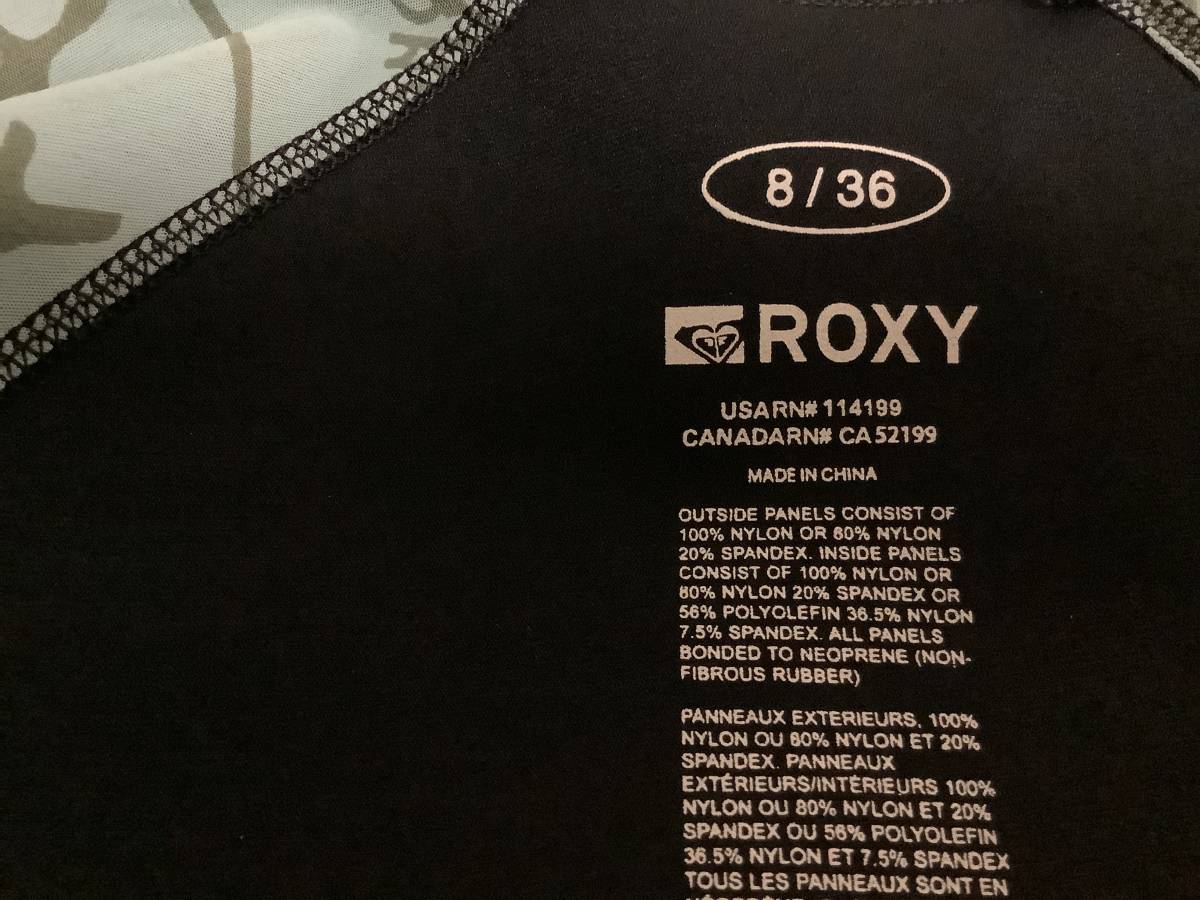 8 / 36
ROXY
USARN# 114199
CANADARN# CA 52199
MADE IN CHINA
OUTSIDE PANELS CONSIST OF
100% NYLON OR 80% NYLON
20% SPANDEX. INSIDE PANELS
CONSIST OF 100% NYLON OR
80% NYLON 20% SPANDEX OR
56% POLYOLEFIN 36.5% NYLON
7.5% SPANDEX. ALL PANELS
BONDED TO NEOPRENE (NON-
FIBROUS RUBBER)
PANNEAUX EXTERIEURS, 100%
NYLON OU 80% NYLON ET 20%
SPANDEX. PANNEAUX
EXTÉRIEURS/INTÉRIEURS 100%
NYLON OU 80% NYLON ET 20%
SPANDEX OU 56% POLYOLEFIN
36.5% NYLON ET 7.5% SPANDEX
TOUS LES PANNEAUX SONT EN